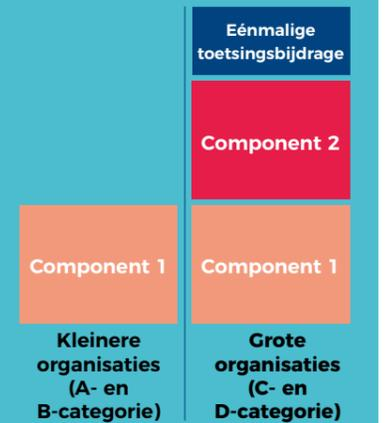 Eénmalige
toetsingsbijdrage
Component 2
Component 1
Component 1
Kleinere
organisaties
(A- en
B-categorie)
Grote
organisaties
(C- en
D-categorie)